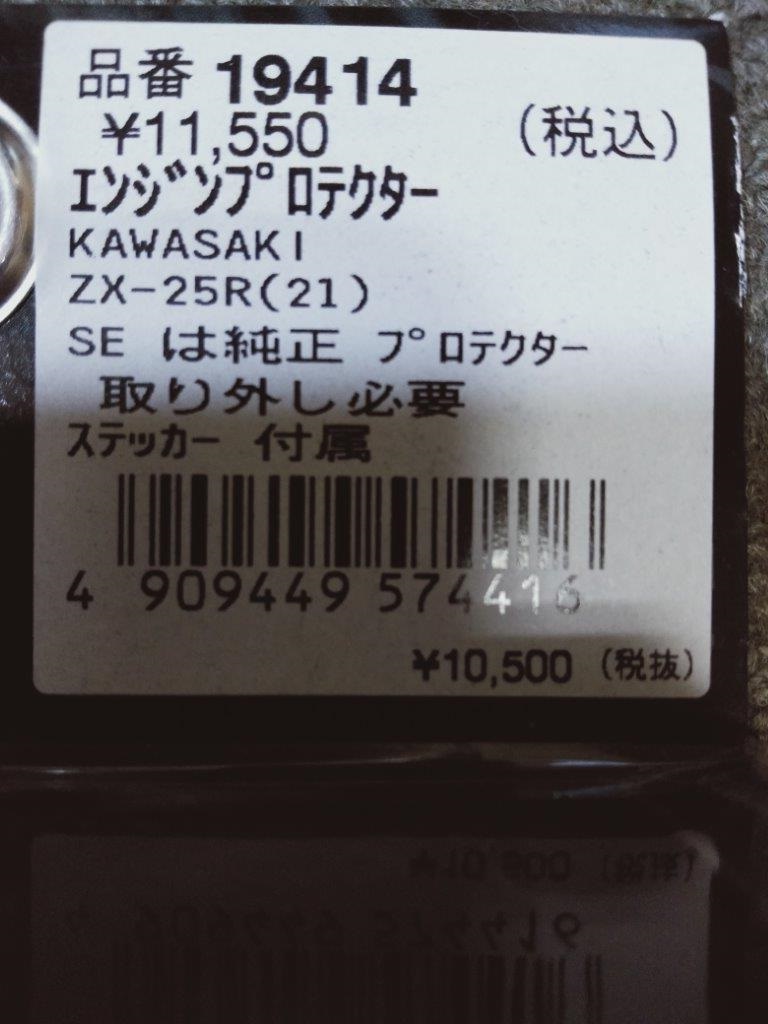 品番 19414
¥11,550 （税込）
ｴﾝｼﾞﾝﾌﾟﾛﾃｸﾀｰ
KAWASAKI
ZX-25R(21)
SE は純正 ﾌﾟﾛﾃｸﾀｰ
取り外し必要
ｽﾃｯｶｰ 付属
4 909449 574416
¥10,500 （税抜）